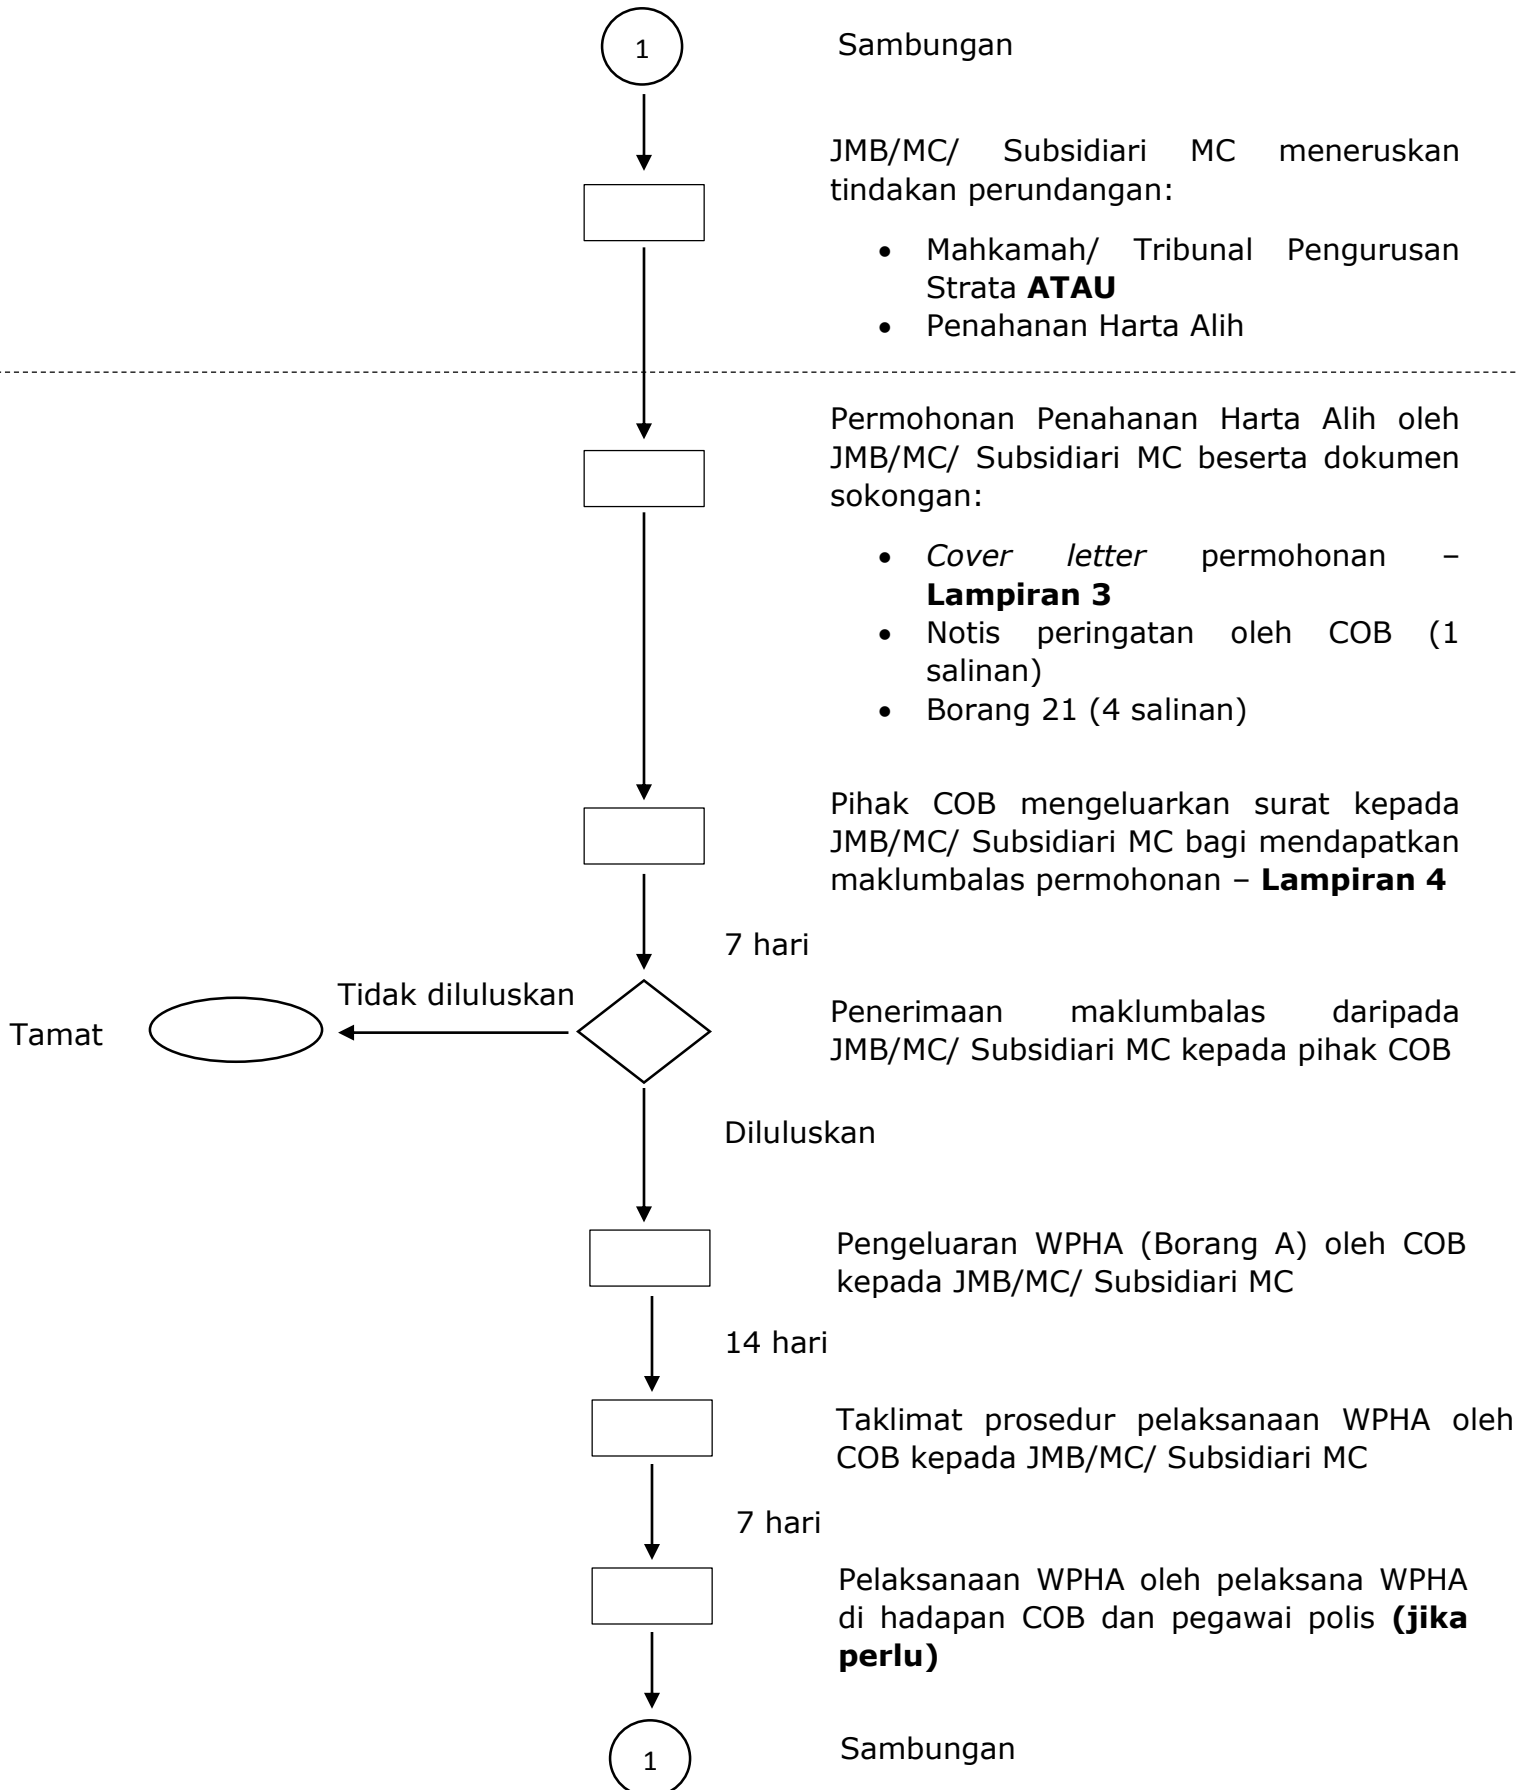 1
Sambungan
JMB/MC/ Subsidiari MC meneruskan
tindakan perundangan:
• Mahkamah/ Tribunal Pengurusan
Strata ATAU
• Penahanan Harta Alih
Permohonan Penahanan Harta Alih oleh
JMB/MC/ Subsidiari MC beserta dokumen
sokongan:
• Cover letter permohonan –
Lampiran 3
• Notis peringatan oleh COB (1
salinan)
• Borang 21 (4 salinan)
Pihak COB mengeluarkan surat kepada
JMB/MC/ Subsidiari MC bagi mendapatkan
maklumbalas permohonan – Lampiran 4
7 hari
Tidak diluluskan
Tamat
Penerimaan maklumbalas daripada
JMB/MC/ Subsidiari MC kepada pihak COB
Diluluskan
Pengeluaran WPHA (Borang A) oleh COB
kepada JMB/MC/ Subsidiari MC
14 hari
Taklimat prosedur pelaksanaan WPHA oleh
COB kepada JMB/MC/ Subsidiari MC
7 hari
Pelaksanaan WPHA oleh pelaksana WPHA
di hadapan COB dan pegawai polis (jika
perlu)
1
Sambungan